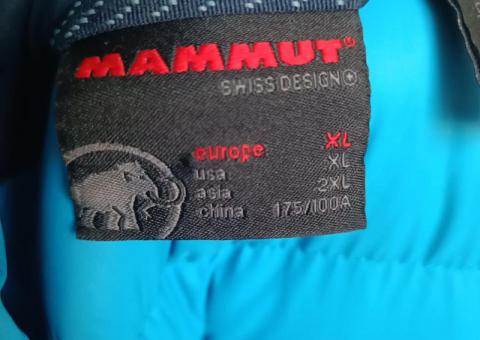 MAMMUT
SWISS DESIGN
europe XL
usa XL
asia 2XL
china 175/100A